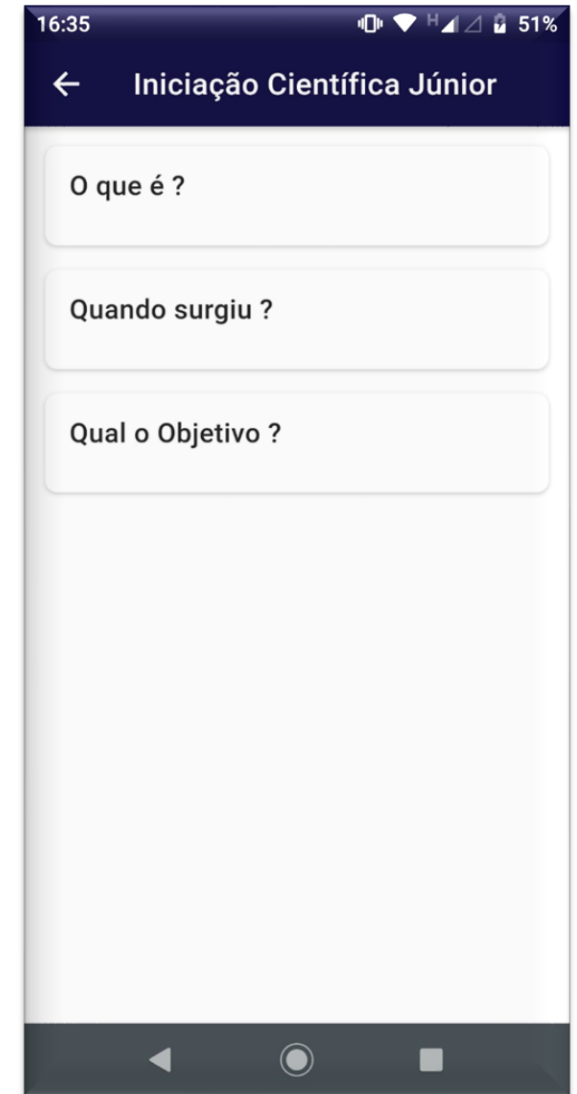 16:35 H 51%
Iniciação Científica Júnior
O que é ?
Quando surgiu ?
Qual o Objetivo ?